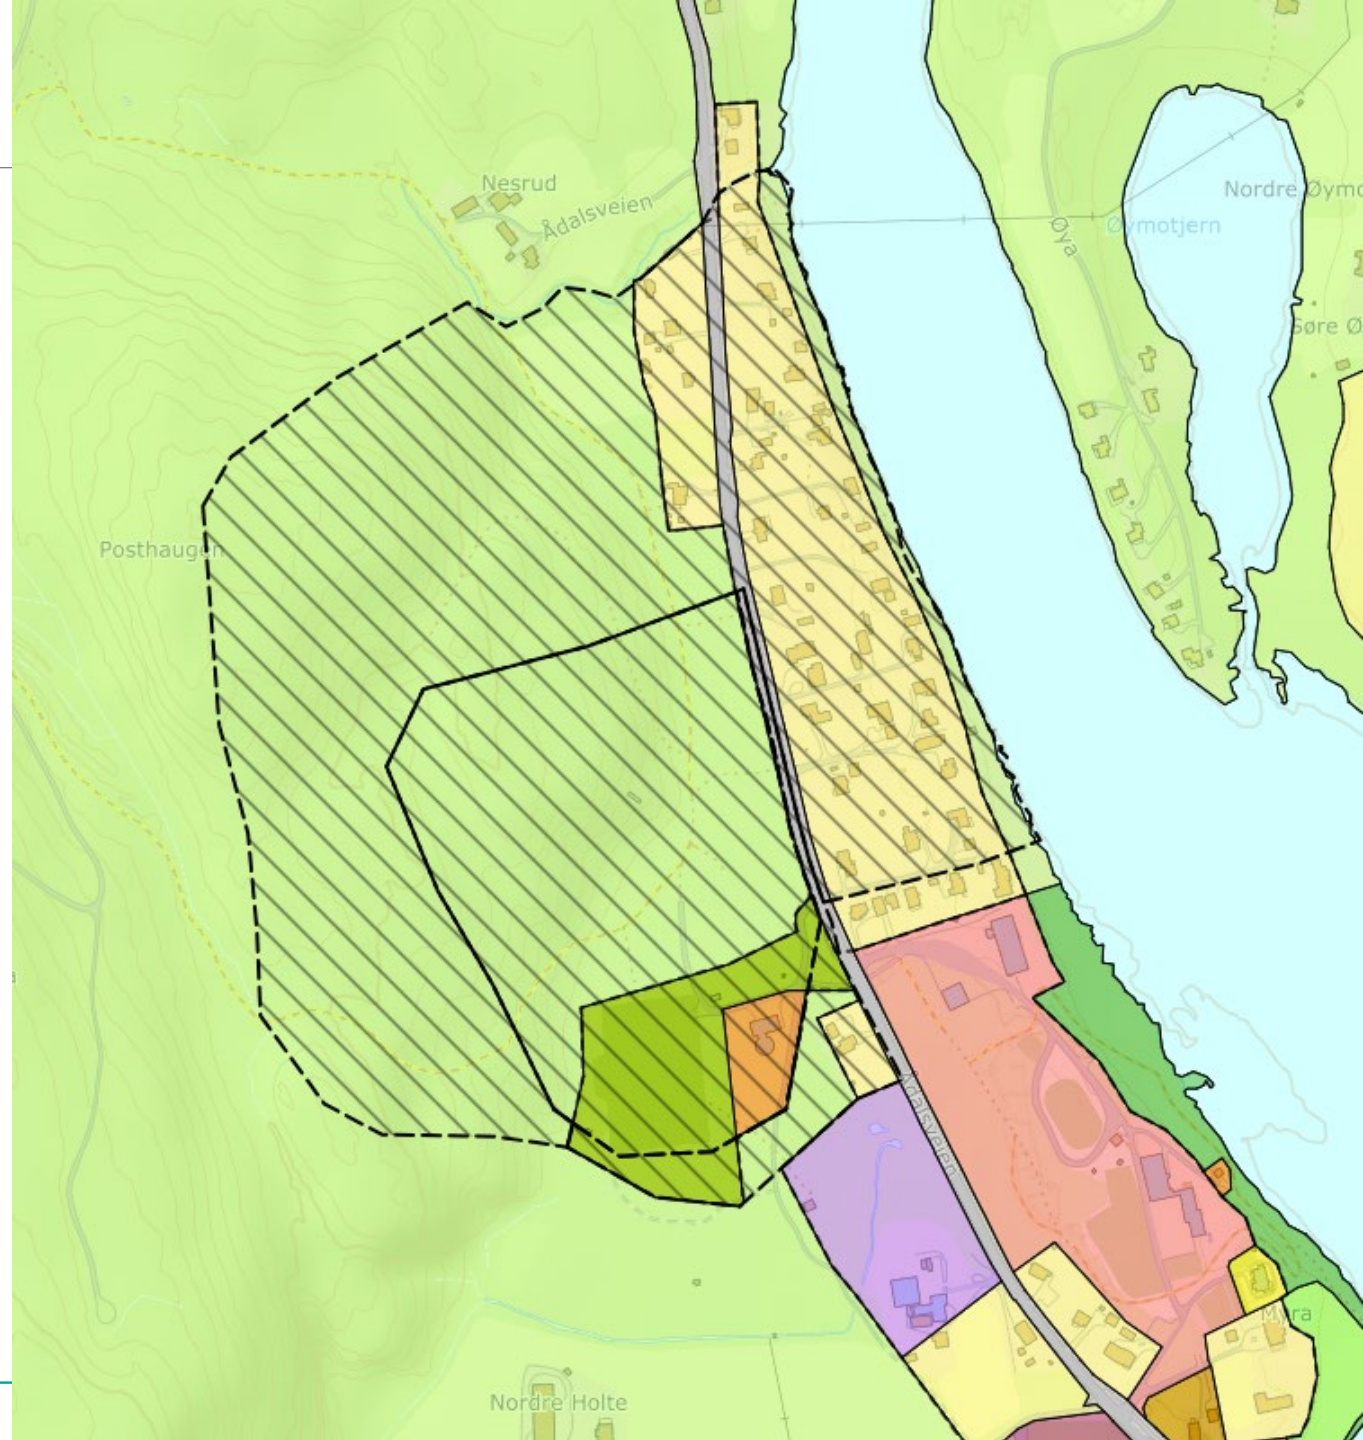 Nesrud
Ådalsveien
Nordre Øymo
Øymotjern
Øya
Søre Ø
Posthaugen
Ådalsveien
Myra
Nordre Holte